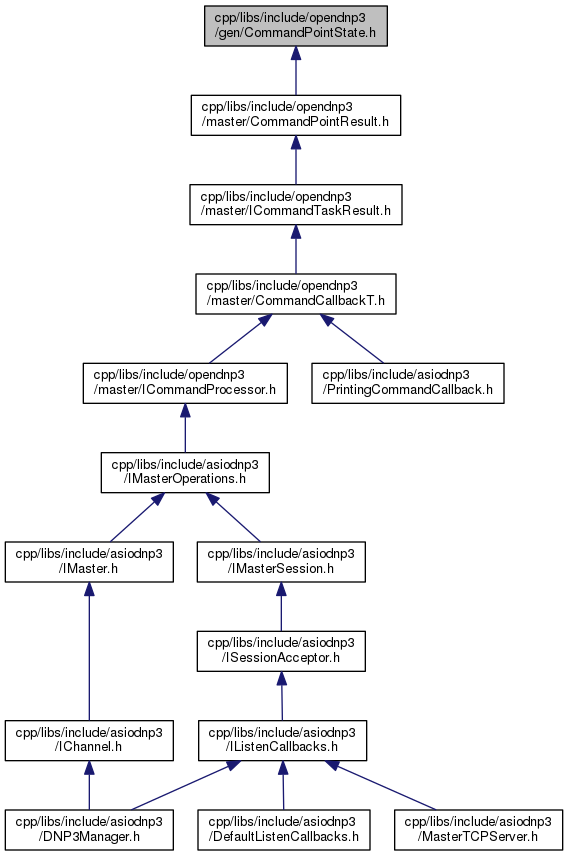 cpp/libs/include/opendnp3
/gen/CommandPointState.h
cpp/libs/include/opendnp3
/master/CommandPointResult.h
cpp/libs/include/opendnp3
/master/ICommandTaskResult.h
cpp/libs/include/opendnp3
/master/CommandCallbackT.h
cpp/libs/include/opendnp3
/master/ICommandProcessor.h
cpp/libs/include/asiodnp3
/PrintingCommandCallback.h
cpp/libs/include/asiodnp3
/IMasterOperations.h
cpp/libs/include/asiodnp3
/IMaster.h
cpp/libs/include/asiodnp3
/IMasterSession.h
cpp/libs/include/asiodnp3
/ISessionAcceptor.h
cpp/libs/include/asiodnp3
/IChannel.h
cpp/libs/include/asiodnp3
/IListenCallbacks.h
cpp/libs/include/asiodnp3
/DNP3Manager.h
cpp/libs/include/asiodnp3
/DefaultListenCallbacks.h
cpp/libs/include/asiodnp3
/MasterTCPServer.h